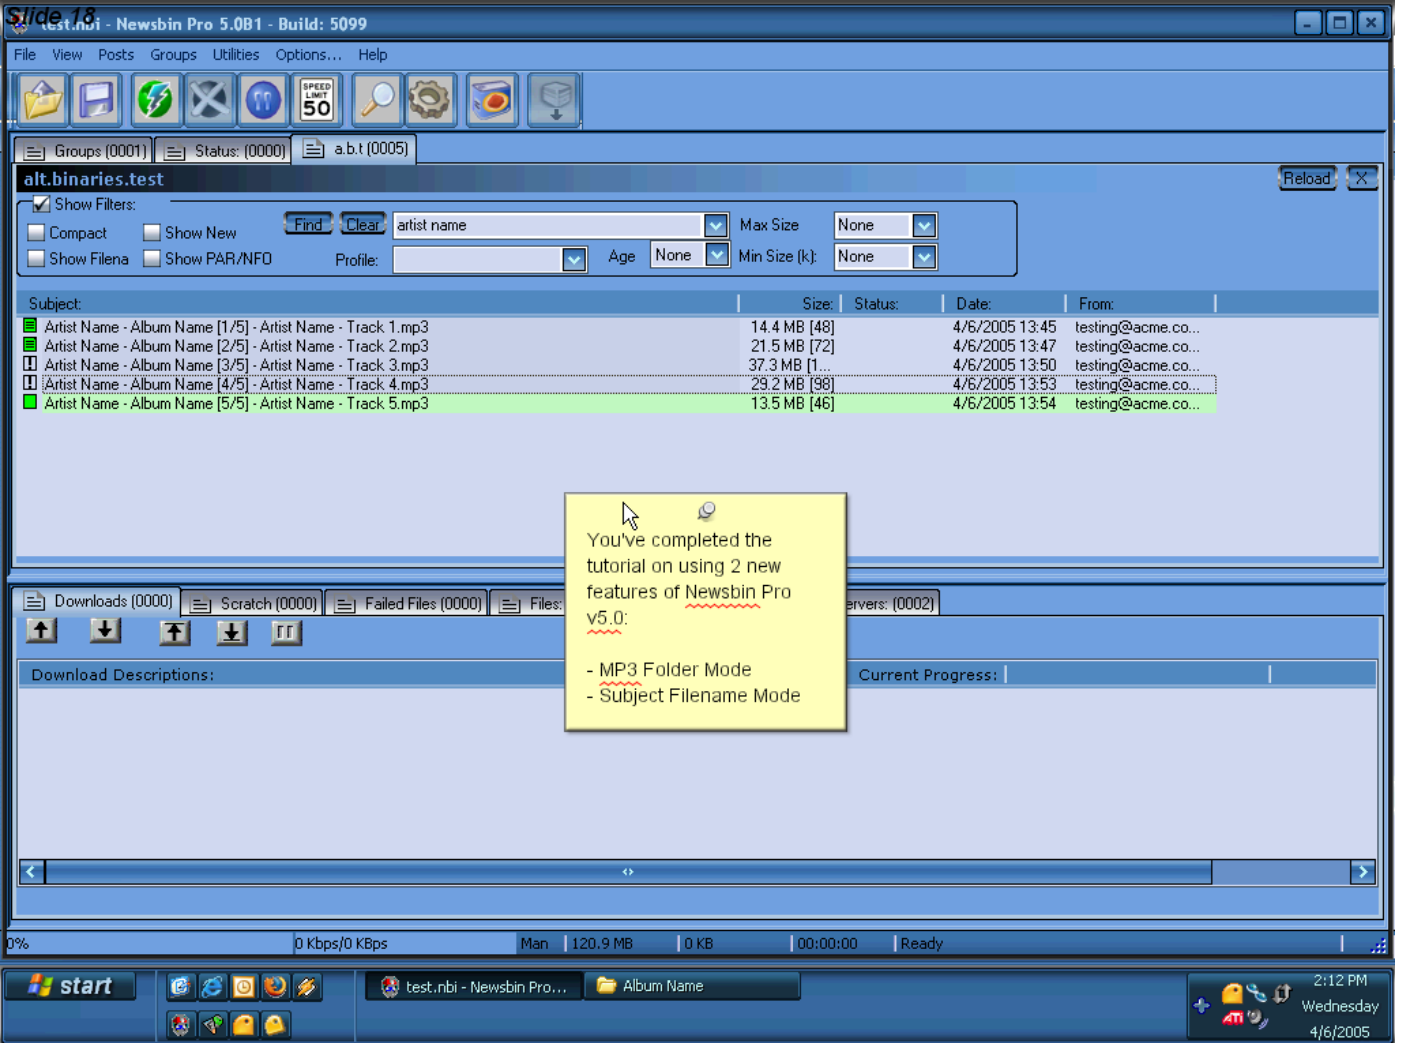 Slide 18
test.nbi - Newsbin Pro 5.0B1 - Build: 5099
File View Posts Groups Utilities Options... Help
SPEED LIMIT 50
Groups (0001) Status: (0000) a.b.t (0005)
alt.binaries.test Reload X
Show Filters:
Compact Show New Find Clear artist name Max Size None
Show Filena Show PAR/NFO Profile: Age None Min Size (k): None
Subject: Size: Status: Date: From:
Artist Name - Album Name [1/5] - Artist Name - Track 1.mp3 14.4 MB [48] 4/6/2005 13:45 testing@acme.co...
Artist Name - Album Name [2/5] - Artist Name - Track 2.mp3 21.5 MB [72] 4/6/2005 13:47 testing@acme.co...
Artist Name - Album Name [3/5] - Artist Name - Track 3.mp3 37.3 MB [1... 4/6/2005 13:50 testing@acme.co...
Artist Name - Album Name [4/5] - Artist Name - Track 4.mp3 29.2 MB [98] 4/6/2005 13:53 testing@acme.co...
Artist Name - Album Name [5/5] - Artist Name - Track 5.mp3 13.5 MB [46] 4/6/2005 13:54 testing@acme.co...
You've completed the
tutorial on using 2 new
features of Newsbin Pro
v5.0:
- MP3 Folder Mode
- Subject Filename Mode
Downloads (0000) Scratch (0000) Failed Files (0000) Files: ervers: (0002)
Download Descriptions: Current Progress:
0% 0 Kbps/0 KBps Man 120.9 MB 0 KB 00:00:00 Ready
start test.nbi - Newsbin Pro... Album Name 2:12 PM
ATI Wednesday
4/6/2005